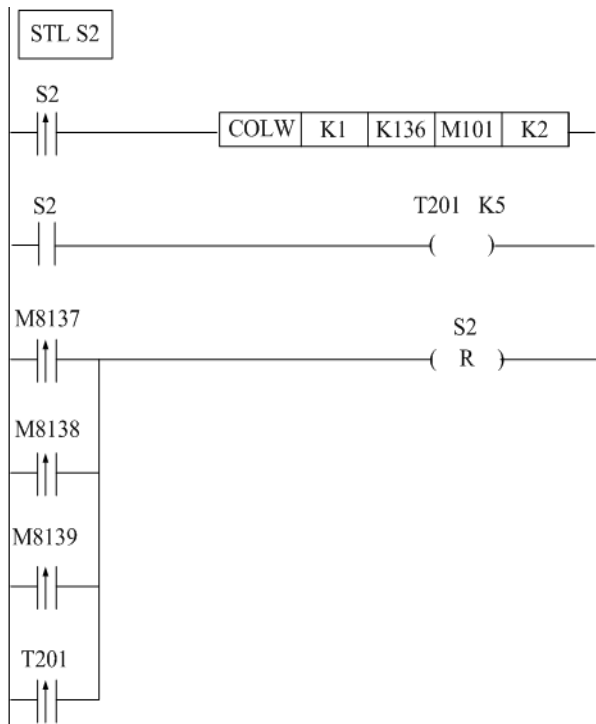 STL S2
S2
COLW K1 K136 M101 K2
S2
T201 K5
( )
M8137
S2
( R )
M8138
M8139
T201